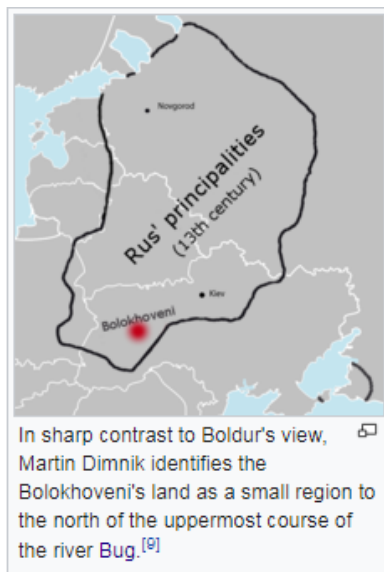 Novgorod
Rus' principalities
(13th century)
Kiev
Bolokhoveni
In sharp contrast to Boldur's view,
Martin Dimnik identifies the
Bolokhoveni's land as a small region to
the north of the uppermost course of
the river Bug.[9]